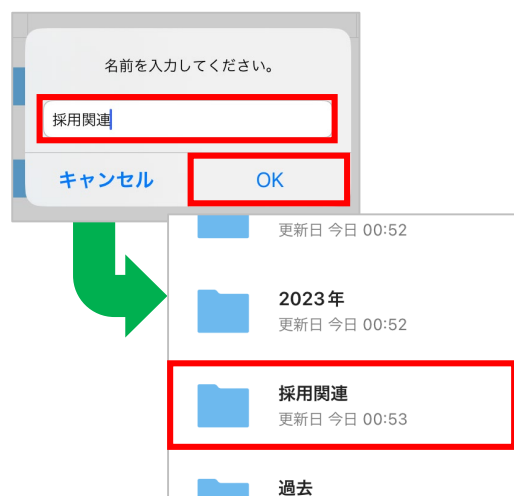 名前を入力してください。
採用関連
キャンセル OK
更新日 今日 00:52
2023年
更新日 今日 00:52
採用関連
更新日 今日 00:53
過去